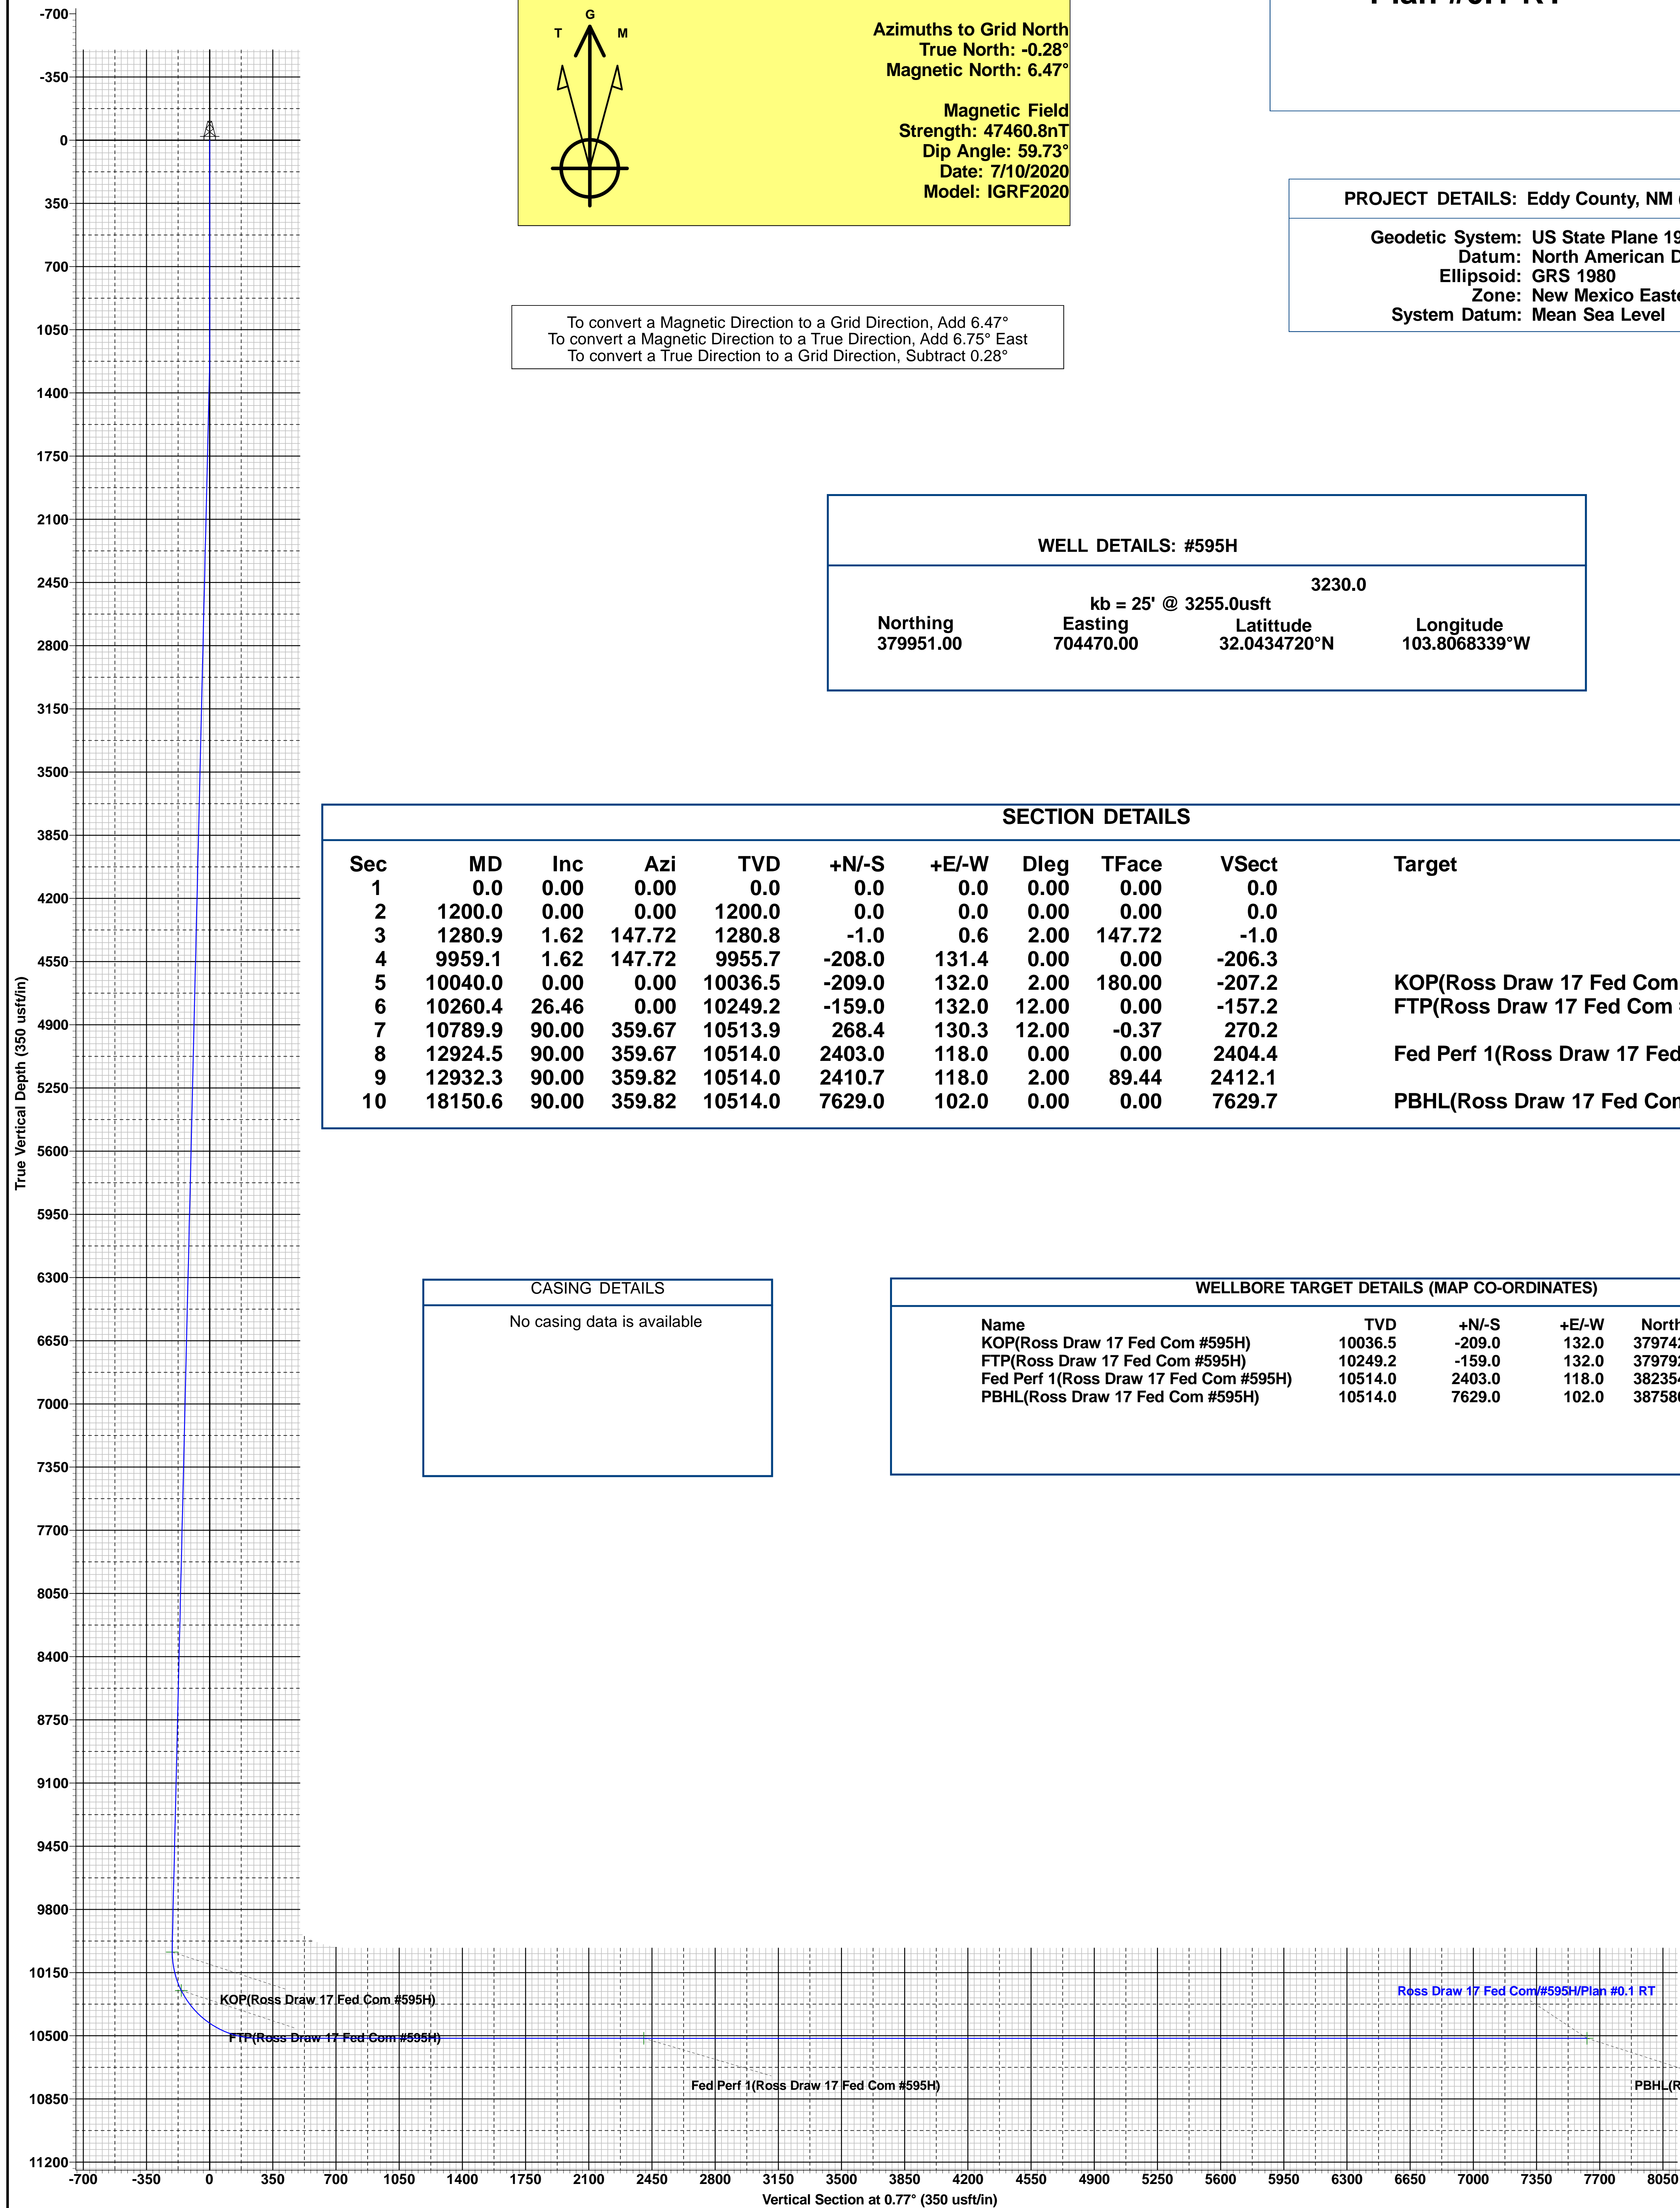 G
T M
Azimuths to Grid North
True North: -0.28°
Magnetic North: 6.47°
Magnetic Field
Strength: 47460.8nT
Dip Angle: 59.73°
Date: 7/10/2020
Model: IGRF2020
PROJECT DETAILS: Eddy County, NM
Geodetic System: US State Plane 19
Datum: North American D
Ellipsoid: GRS 1980
Zone: New Mexico Easte
System Datum: Mean Sea Level
To convert a Magnetic Direction to a Grid Direction, Add 6.47°
To convert a Magnetic Direction to a True Direction, Add 6.75° East
To convert a True Direction to a Grid Direction, Subtract 0.28°
WELL DETAILS: #595H
3230.0
kb = 25' @ 3255.0usft
Northing Easting Latittude Longitude
379951.00 704470.00 32.0434720°N 103.8068339°W
SECTION DETAILS
Sec MD Inc Azi TVD +N/-S +E/-W Dleg TFace VSect Target
1 0.0 0.00 0.00 0.0 0.0 0.0 0.00 0.00 0.0
2 1200.0 0.00 0.00 1200.0 0.0 0.0 0.00 0.00 0.0
3 1280.9 1.62 147.72 1280.8 -1.0 0.6 2.00 147.72 -1.0
4 9959.1 1.62 147.72 9955.7 -208.0 131.4 0.00 0.00 -206.3
5 10040.0 0.00 0.00 10036.5 -209.0 132.0 2.00 180.00 -207.2 KOP(Ross Draw 17 Fed Com
6 10260.4 26.46 0.00 10249.2 -159.0 132.0 12.00 0.00 -157.2 FTP(Ross Draw 17 Fed Com
7 10789.9 90.00 359.67 10513.9 268.4 130.3 12.00 -0.37 270.2
8 12924.5 90.00 359.67 10514.0 2403.0 118.0 0.00 0.00 2404.4 Fed Perf 1(Ross Draw 17 Fed
9 12932.3 90.00 359.82 10514.0 2410.7 118.0 2.00 89.44 2412.1
10 18150.6 90.00 359.82 10514.0 7629.0 102.0 0.00 0.00 7629.7 PBHL(Ross Draw 17 Fed Com
CASING DETAILS
No casing data is available
WELLBORE TARGET DETAILS (MAP CO-ORDINATES)
Name TVD +N/-S +E/-W North
KOP(Ross Draw 17 Fed Com #595H) 10036.5 -209.0 132.0 37974
FTP(Ross Draw 17 Fed Com #595H) 10249.2 -159.0 132.0 37979
Fed Perf 1(Ross Draw 17 Fed Com #595H) 10514.0 2403.0 118.0 38235
PBHL(Ross Draw 17 Fed Com #595H) 10514.0 7629.0 102.0 38758
True Vertical Depth (350 usft/in)
-700
-350
0
350
700
1050
1400
1750
2100
2450
2800
3150
3500
3850
4200
4550
4900
5250
5600
5950
6300
6650
7000
7350
7700
8050
8400
8750
9100
9450
9800
10150
10500
10850
11200
KOP(Ross Draw 17 Fed Com #595H)
FTP(Ross Draw 17 Fed Com #595H)
Fed Perf 1(Ross Draw 17 Fed Com #595H)
Ross Draw 17 Fed Com/#595H/Plan #0.1 RT
PBHL(R
-700 -350 0 350 700 1050 1400 1750 2100 2450 2800 3150 3500 3850 4200 4550 4900 5250 5600 5950 6300 6650 7000 7350 7700 8050
Vertical Section at 0.77° (350 usft/in)